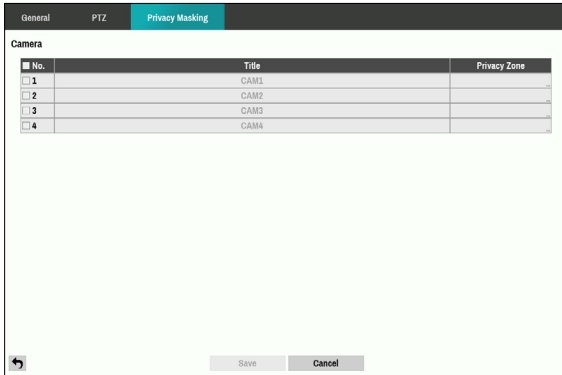 General PTZ Privacy Masking
Camera
No. Title Privacy Zone
1 CAM1 ...
2 CAM2 ...
3 CAM3 ...
4 CAM4 ...
Save Cancel